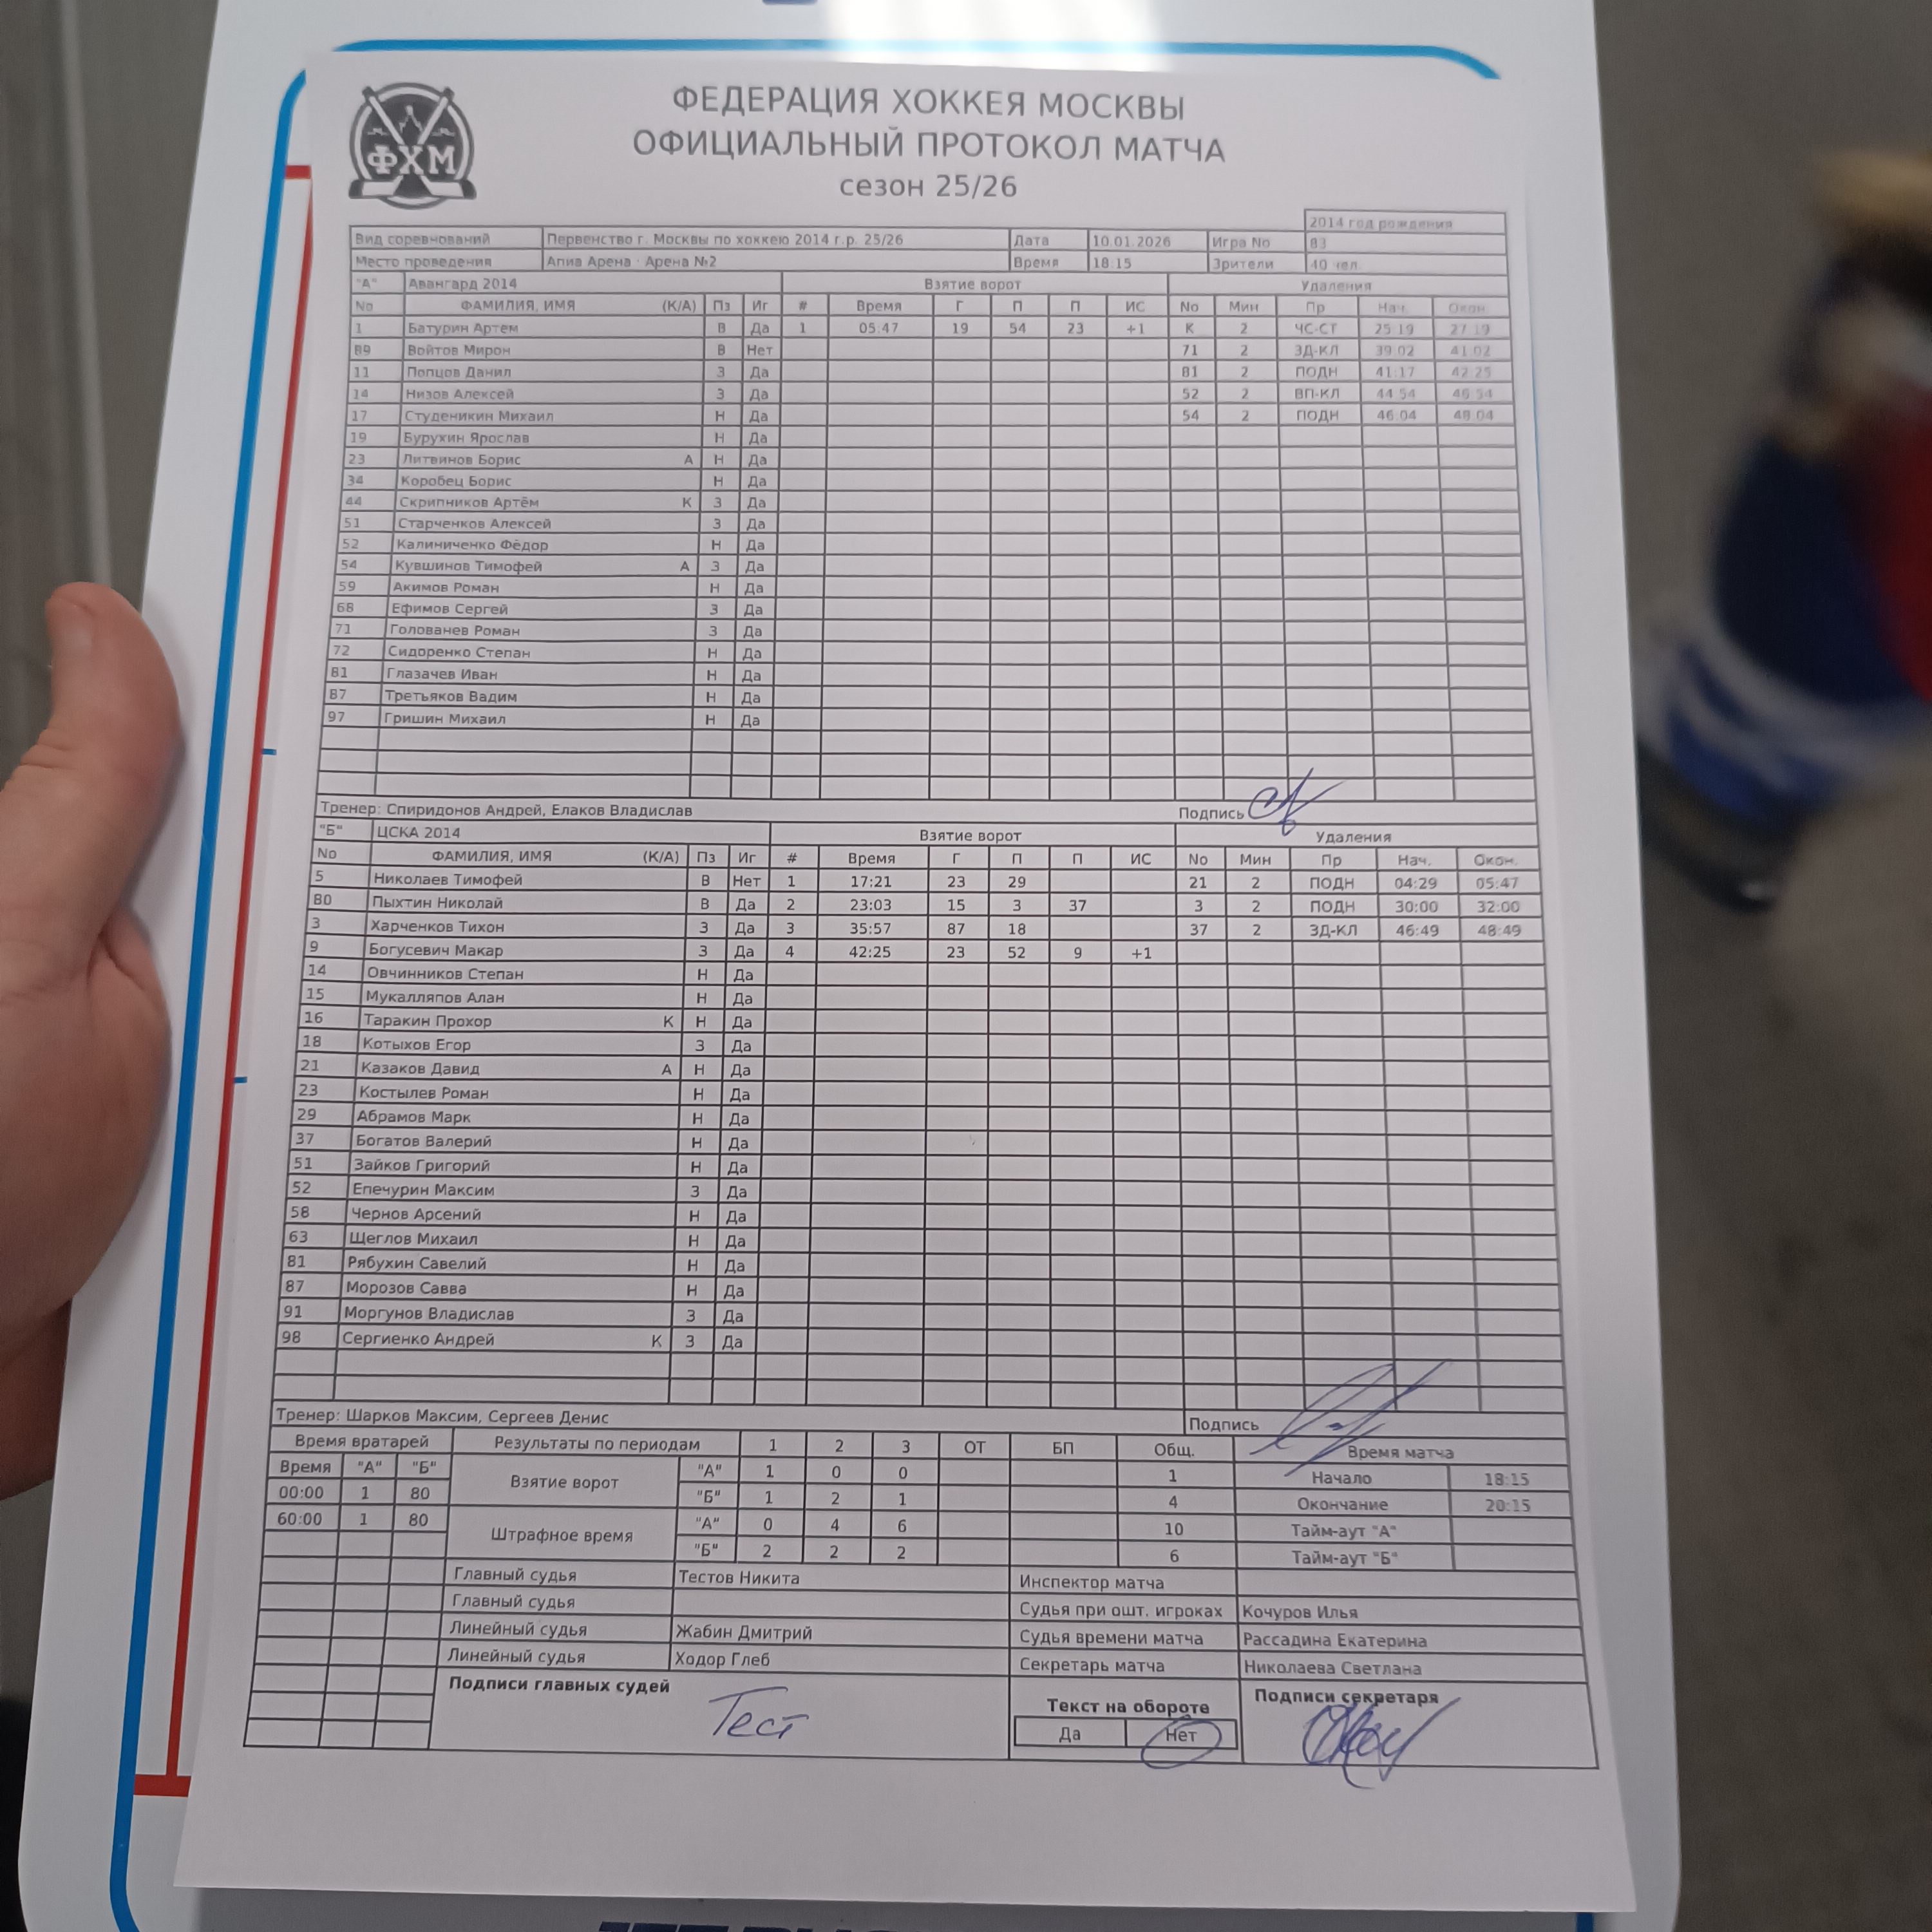 ФХМ
ФЕДЕРАЦИЯ ХОККЕЯ МОСКВЫ
ОФИЦИАЛЬНЫЙ ПРОТОКОЛ МАТЧА
сезон 25/26
2014 год рождения
Вид соревнований Первенство г. Москвы по хоккею 2014 г.р. 25/26 Дата 10.01.2026 Игра No 83
Место проведения Апиа Арена · Арена №2 Время 18:15 Зрители 40 чел.
"А" Авангард 2014 Взятие ворот Удаления
No ФАМИЛИЯ, ИМЯ (К/А) Пз Иг # Время Г П П ИС No Мин Пр Нач. Окон.
1 Батурин Артем В Да 1 05:47 19 54 23 +1 К 2 ЧС-СТ 25:19 27:19
89 Войтов Мирон В Нет 71 2 ЗД-КЛ 39:02 41:02
11 Попцов Данил З Да 81 2 ПОДН 41:17 42:25
14 Низов Алексей З Да 52 2 ВП-КЛ 44:54 46:54
17 Студеникин Михаил Н Да 54 2 ПОДН 46:04 48:04
19 Бурухин Ярослав Н Да
23 Литвинов Борис А Н Да
34 Коробец Борис Н Да
44 Скрипников Артём К З Да
51 Старченков Алексей З Да
52 Калиниченко Фёдор Н Да
54 Кувшинов Тимофей А З Да
59 Акимов Роман Н Да
68 Ефимов Сергей З Да
71 Голованев Роман З Да
72 Сидоренко Степан Н Да
81 Глазачев Иван Н Да
87 Третьяков Вадим Н Да
97 Гришин Михаил Н Да
Тренер: Спиридонов Андрей, Елаков Владислав Подпись
"Б" ЦСКА 2014 Взятие ворот Удаления
No ФАМИЛИЯ, ИМЯ (К/А) Пз Иг # Время Г П П ИС No Мин Пр Нач. Окон.
5 Николаев Тимофей В Нет 1 17:21 23 29 21 2 ПОДН 04:29 05:47
80 Пыхтин Николай В Да 2 23:03 15 3 37 3 2 ПОДН 30:00 32:00
3 Харченков Тихон З Да 3 35:57 87 18 37 2 ЗД-КЛ 46:49 48:49
9 Богусевич Макар З Да 4 42:25 23 52 9 +1
14 Овчинников Степан Н Да
15 Мукалляпов Алан Н Да
16 Таракин Прохор К Н Да
18 Котыхов Егор З Да
21 Казаков Давид А Н Да
23 Костылев Роман Н Да
29 Абрамов Марк Н Да
37 Богатов Валерий Н Да
51 Зайков Григорий Н Да
52 Епечурин Максим З Да
58 Чернов Арсений Н Да
63 Щеглов Михаил Н Да
81 Рябухин Савелий Н Да
87 Морозов Савва Н Да
91 Моргунов Владислав З Да
98 Сергиенко Андрей К З Да
Тренер: Шарков Максим, Сергеев Денис Подпись
Время вратарей Результаты по периодам 1 2 3 ОТ БП Общ. Время матча
Время "А" "Б" Взятие ворот "А" 1 0 0 1 Начало 18:15
00:00 1 80 "Б" 1 2 1 4 Окончание 20:15
60:00 1 80 Штрафное время "А" 0 4 6 10 Тайм-аут "А"
"Б" 2 2 2 6 Тайм-аут "Б"
Главный судья Тестов Никита Инспектор матча
Главный судья Судья при ошт. игроках Кочуров Илья
Линейный судья Жабин Дмитрий Судья времени матча Рассадина Екатерина
Линейный судья Ходор Глеб Секретарь матча Николаева Светлана
Подписи главных судей Тест Текст на обороте Подписи секретаря
Да Нет